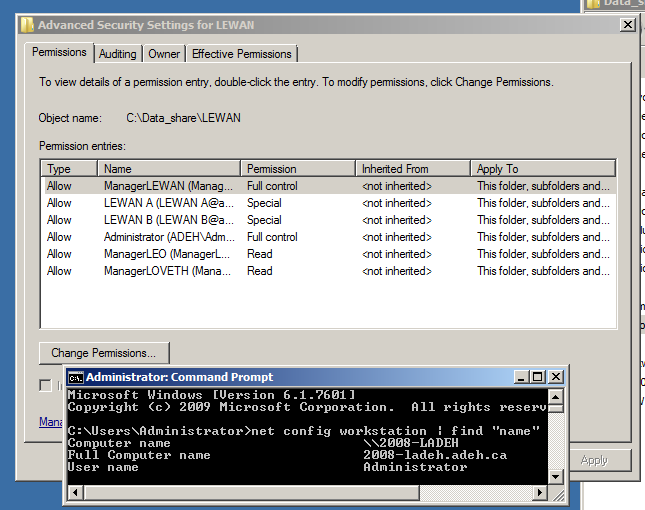 Data_s
Advanced Security Settings for LEWAN
Permissions Auditing Owner Effective Permissions
To view details of a permission entry, double-click the entry. To modify permissions, click Change Permissions.
Object name: C:\Data_share\LEWAN
Permission entries:
Type Name Permission Inherited From Apply To
Allow ManagerLEWAN (Manag... Full control <not inherited> This folder, subfolders and...
Allow LEWAN A (LEWAN A@a... Special <not inherited> This folder, subfolders and...
Allow LEWAN B (LEWAN B@a... Special <not inherited> This folder, subfolders and...
Allow Administrator (ADEH\Adm... Full control <not inherited> This folder, subfolders and...
Allow ManagerLEO (ManagerL... Read <not inherited> This folder, subfolders and...
Allow ManagerLOVETH (Mana... Read <not inherited> This folder, subfolders and...
Change Permissions...
Mana
Apply
Administrator: Command Prompt
Microsoft Windows [Version 6.1.7601]
Copyright (c) 2009 Microsoft Corporation. All rights reserv
C:\Users\Administrator>net config workstation | find "name"
Computer name \\2008-LADEH
Full Computer name 2008-ladeh.adeh.ca
User name Administrator